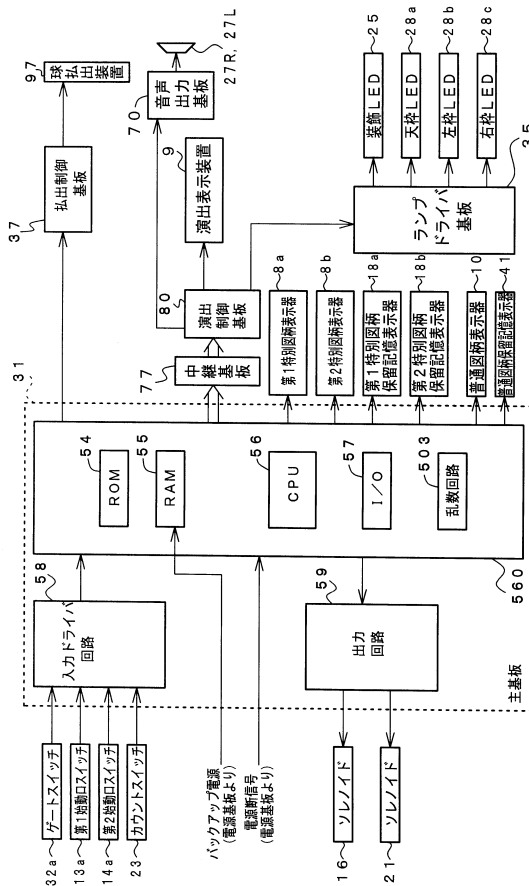 31
32a
ゲートスイッチ
13a
第1始動口スイッチ
14a
第2始動口スイッチ
23
カウントスイッチ
58
入力ドライバ
回路
バックアップ電源
(電源基板より)
電源断信号
(電源基板より)
16
ソレノイド
21
ソレノイド
59
出力
回路
主基板
54
ROM
55
RAM
56
CPU
57
I/O
503
乱数回路
560
37
払出制御
基板
97
球払出装置
77
中継基板
80
演出
制御
基板
9
演出表示装置
70
音声
出力
基板
27R, 27L
8a
第1特別図柄表示器
8b
第2特別図柄表示器
18a
第1特別図柄
保留記憶表示器
18b
第2特別図柄
保留記憶表示器
10
普通図柄表示器
41
普通図柄保留記憶表示器
35
ランプ
ドライバ
基板
25
装飾LED
28a
天枠LED
28b
左枠LED
28c
右枠LED